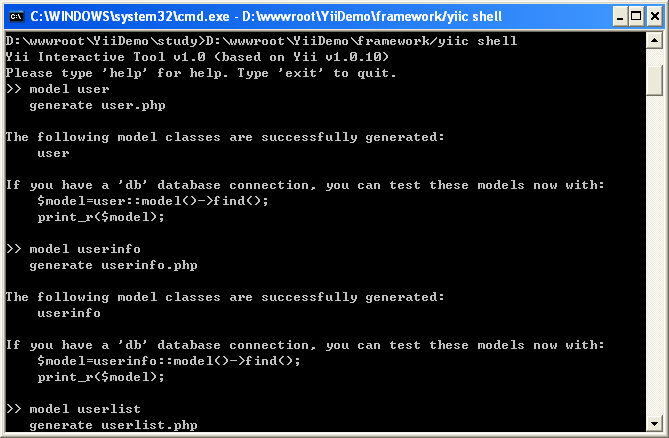 C:\WINDOWS\system32\cmd.exe - D:\wwwroot\YiiDemo\framework/yiic shell
D:\wwwroot\YiiDemo\study>D:\wwwroot\YiiDemo\framework/yiic shell
Yii Interactive Tool v1.0 (based on Yii v1.0.10)
Please type 'help' for help. Type 'exit' to quit.
>> model user
   generate user.php

The following model classes are successfully generated:
    user

If you have a 'db' database connection, you can test these models now with:
    $model=user::model()->find();
    print_r($model);

>> model userinfo
   generate userinfo.php

The following model classes are successfully generated:
    userinfo

If you have a 'db' database connection, you can test these models now with:
    $model=userinfo::model()->find();
    print_r($model);

>> model userlist
   generate userlist.php